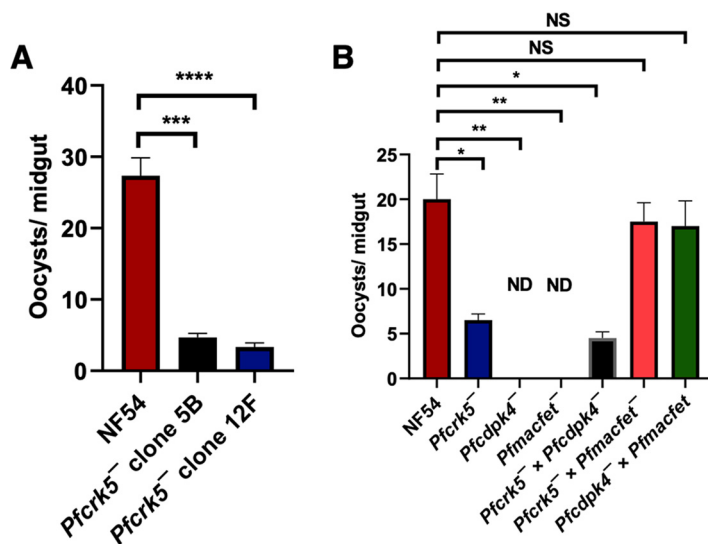 A
****
***
Oocysts/ midgut
40
30
20
10
0
NF54
Pfcrk5⁻ clone 5B
Pfcrk5⁻ clone 12F
B
NS
NS
*
**
**
*
Oocysts/ midgut
25
20
15
10
5
0
ND ND
NF54
Pfcrk5⁻
Pfcdpk4⁻
Pfmacfet⁻
Pfcrk5⁻ × Pfcdpk4⁻
Pfcrk5⁻ × Pfmacfet⁻
Pfcdpk4⁻ × Pfmacfet